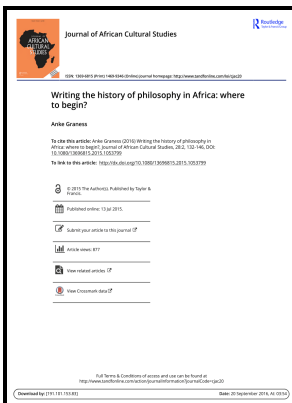 Journal of African Cultural Studies
Routledge
AFRICAN
CULTURAL
STUDIES
ISSN: 1369-6815 (Print) 1469-9346 (Online) Journal homepage: http://www.tandfonline.com/loi/cjac20
Writing the history of philosophy in Africa: where
to begin?
Anke Graness
To cite this article: Anke Graness (2016) Writing the history of philosophy in
Africa: where to begin?, Journal of African Cultural Studies, 28:2, 132-146, DOI:
10.1080/13696815.2015.1053799
To link to this article: http://dx.doi.org/10.1080/13696815.2015.1053799
© 2015 The Author(s). Published by Taylor &
Francis.
Published online: 13 Jul 2015.
Submit your article to this journal
Article views: 877
View related articles
View Crossmark data
Full Terms & Conditions of access and use can be found at
http://www.tandfonline.com/action/journalInformation?journalCode=cjac20
Download by: [191.101.153.83]
Date: 20 September 2016, At: 03:54